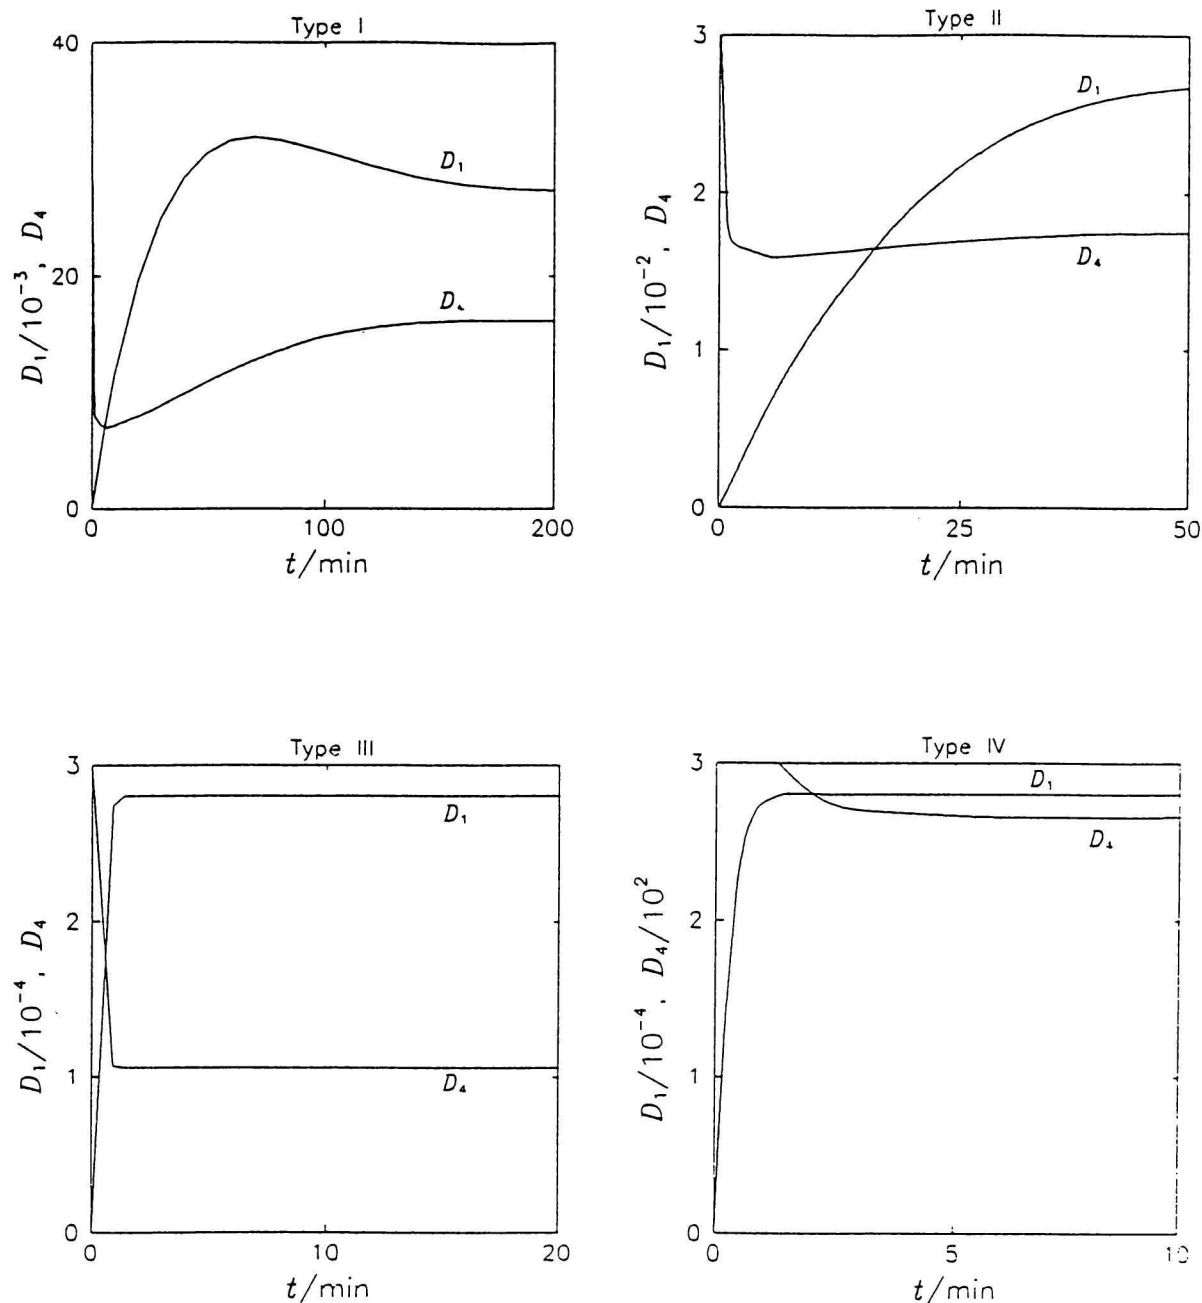 Type I
40
20
0
0
100
200
D₁/10⁻³, D₄
t/min
D₁
D₄
Type II
3
2
1
0
0
25
50
D₁/10⁻², D₄
t/min
D₁
D₄
Type III
3
2
1
0
0
10
20
D₁/10⁻⁴, D₄
t/min
D₁
D₄
Type IV
3
2
1
0
0
5
10
D₁/10⁻⁴, D₄/10²
t/min
D₁
D₄